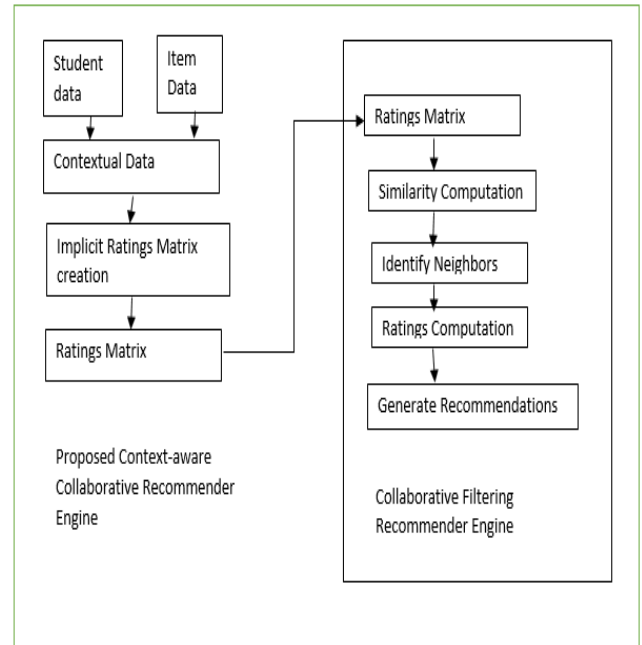 Student
data
Item
Data
Contextual Data
Implicit Ratings Matrix
creation
Ratings Matrix
Proposed Context-aware
Collaborative Recommender
Engine
Ratings Matrix
Similarity Computation
Identify Neighbors
Ratings Computation
Generate Recommendations
Collaborative Filtering
Recommender Engine